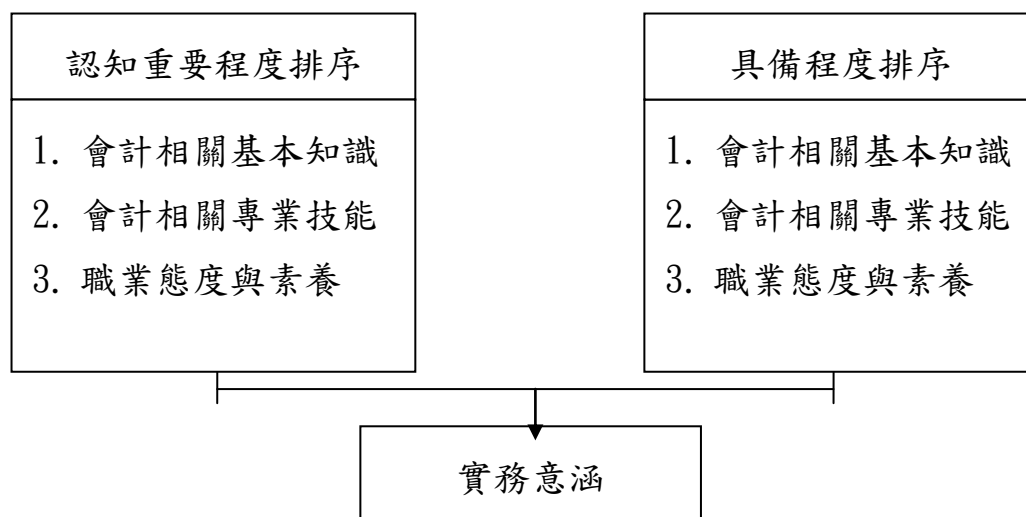 認知重要程度排序
1. 會計相關基本知識
2. 會計相關專業技能
3. 職業態度與素養
具備程度排序
1. 會計相關基本知識
2. 會計相關專業技能
3. 職業態度與素養
實務意涵